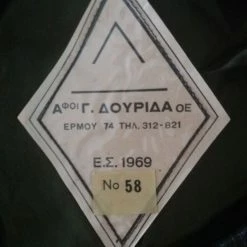 Αφοι Γ. ΔΟΥΡΙΔΑ ΟΕ
ΕΡΜΟΥ 74 ΤΗΛ. 312-821
Ε.Σ. 1969
Νο 58